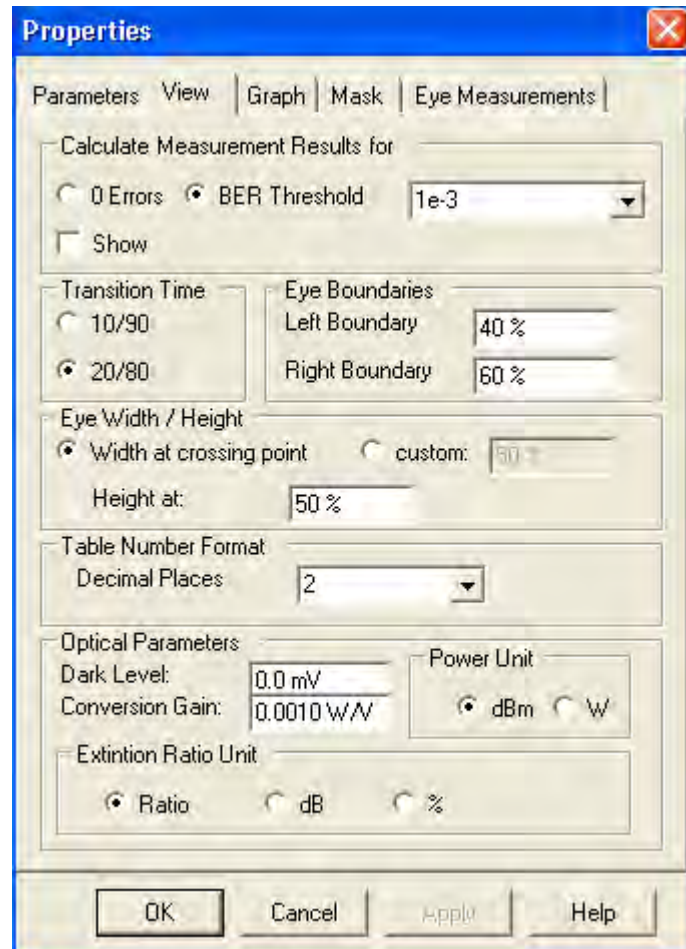 Properties
Parameters View Graph Mask Eye Measurements
Calculate Measurement Results for
0 Errors BER Threshold 1e-3
Show
Transition Time
10/90
20/80
Eye Boundaries
Left Boundary 40 %
Right Boundary 60 %
Eye Width / Height
Width at crossing point custom:
Height at: 50 %
Table Number Format
Decimal Places 2
Optical Parameters
Dark Level: 0.0 mV
Conversion Gain: 0.0010 W/V
Power Unit
dBm W
Extintion Ratio Unit
Ratio dB %
OK Cancel Apply Help